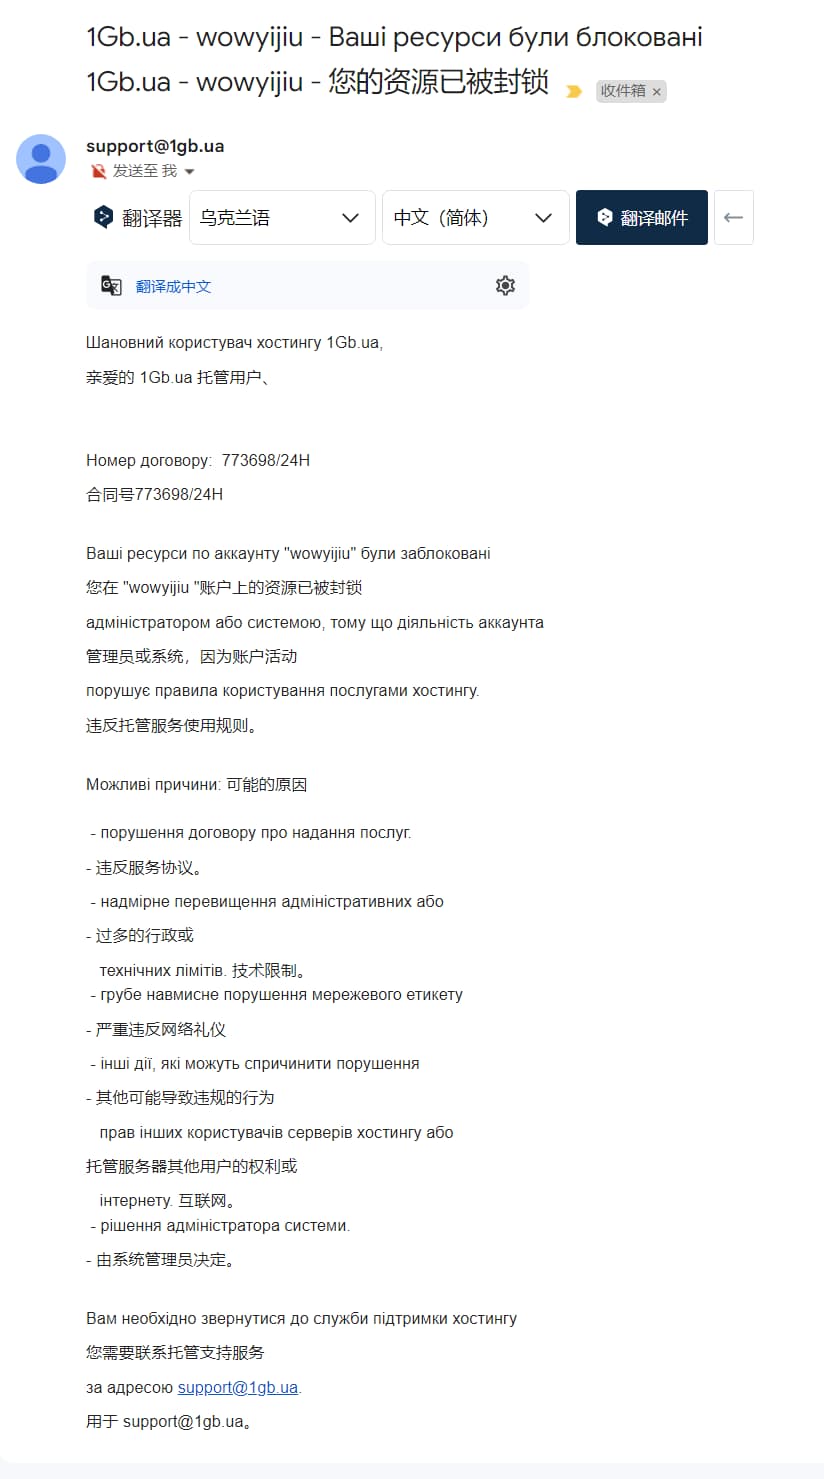 1Gb.ua - wowyijiu - Ваші ресурси були блоковані
1Gb.ua - wowyijiu - 您的资源已被封锁
收件箱 ×
support@1gb.ua
发送至 我
翻译器 乌克兰语 中文（简体） 翻译邮件 ←
翻译成中文
Шановний користувач хостингу 1Gb.ua,
亲爱的 1Gb.ua 托管用户、
Номер договору: 773698/24H
合同号773698/24H
Ваші ресурси по аккаунту "wowyijiu" були заблоковані
您在 "wowyijiu "账户上的资源已被封锁
адміністратором або системою, тому що діяльність аккаунта
管理员或系统，因为账户活动
порушує правила користування послугами хостингу.
违反托管服务使用规则。
Можливі причини: 可能的原因
- порушення договору про надання послуг.
- 违反服务协议。
- надмірне перевищення адміністративних або
- 过多的行政或
технічних лімітів. 技术限制。
- грубе навмисне порушення мережевого етикету
- 严重违反网络礼仪
- інші дії, які можуть спричинити порушення
- 其他可能导致违规的行为
прав інших користувачів серверів хостингу або
托管服务器其他用户的权利或
інтернету. 互联网。
- рішення адміністратора системи.
- 由系统管理员决定。
Вам необхідно звернутися до служби підтримки хостингу
您需要联系托管支持服务
за адресою support@1gb.ua.
用于 support@1gb.ua。